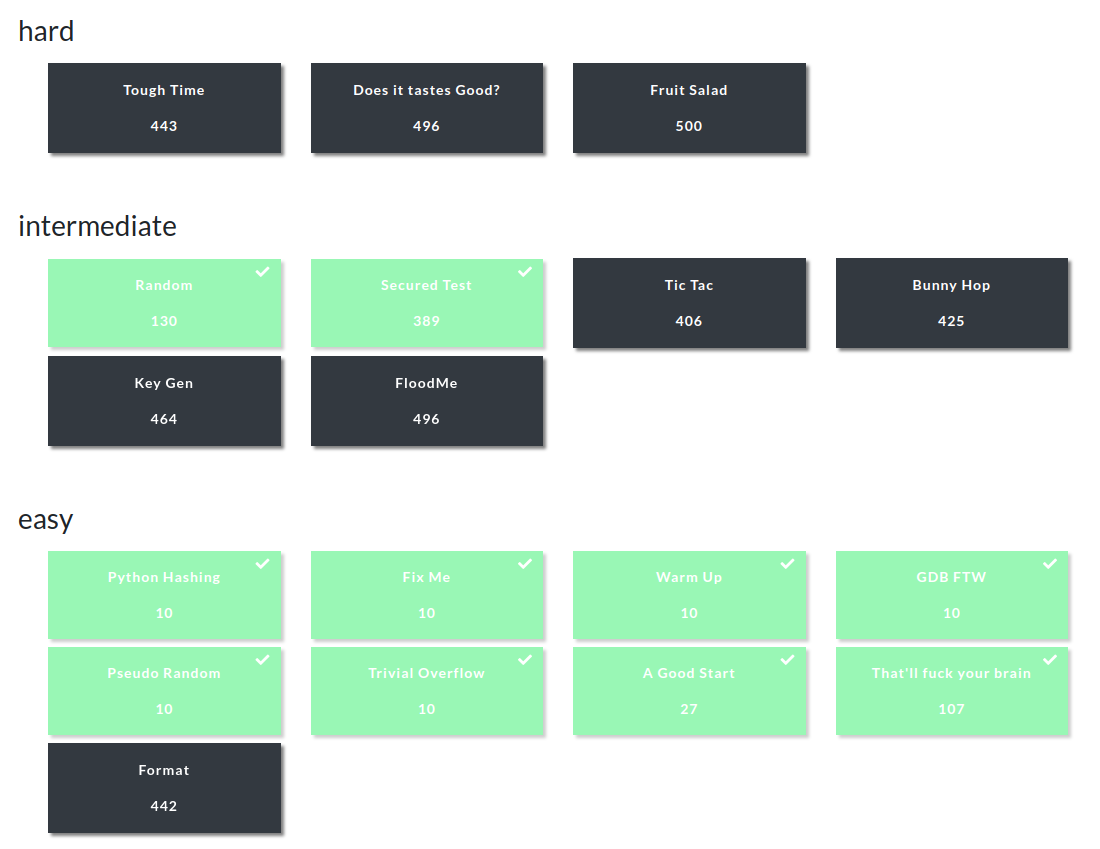 hard
Tough Time
443
Does it tastes Good?
496
Fruit Salad
500
intermediate
Random
130
Secured Test
389
Tic Tac
406
Bunny Hop
425
Key Gen
464
FloodMe
496
easy
Python Hashing
10
Fix Me
10
Warm Up
10
GDB FTW
10
Pseudo Random
10
Trivial Overflow
10
A Good Start
27
That'll fuck your brain
107
Format
442